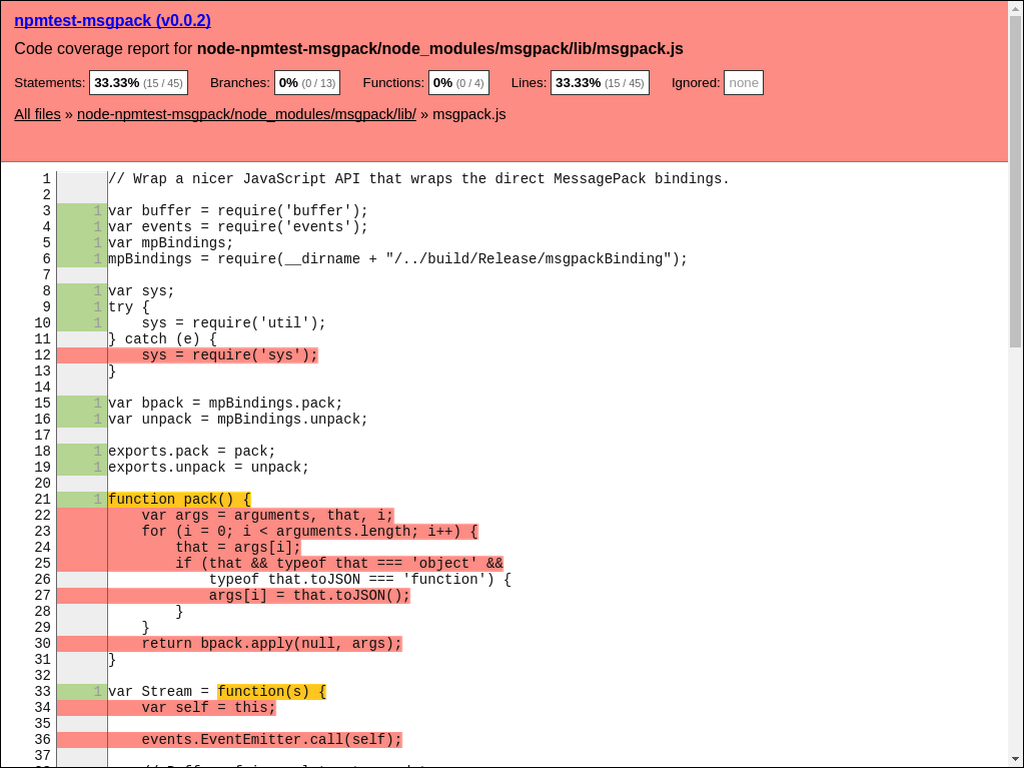 npmtest-msgpack (v0.0.2)
Code coverage report for node-npmtest-msgpack/node_modules/msgpack/lib/msgpack.js
Statements: 33.33% (15 / 45) Branches: 0% (0 / 13) Functions: 0% (0 / 4) Lines: 33.33% (15 / 45) Ignored: none
All files » node-npmtest-msgpack/node_modules/msgpack/lib/ » msgpack.js
1 // Wrap a nicer JavaScript API that wraps the direct MessagePack bindings.
2
3 1 var buffer = require('buffer');
4 1 var events = require('events');
5 1 var mpBindings;
6 1 mpBindings = require(__dirname + "/../build/Release/msgpackBinding");
7
8 1 var sys;
9 1 try {
10 1     sys = require('util');
11 } catch (e) {
12     sys = require('sys');
13 }
14
15 1 var bpack = mpBindings.pack;
16 1 var unpack = mpBindings.unpack;
17
18 1 exports.pack = pack;
19 1 exports.unpack = unpack;
20
21 1 function pack() {
22     var args = arguments, that, i;
23     for (i = 0; i < arguments.length; i++) {
24         that = args[i];
25         if (that && typeof that === 'object' &&
26             typeof that.toJSON === 'function') {
27             args[i] = that.toJSON();
28         }
29     }
30     return bpack.apply(null, args);
31 }
32
33 1 var Stream = function(s) {
34     var self = this;
35
36     events.EventEmitter.call(self);
37